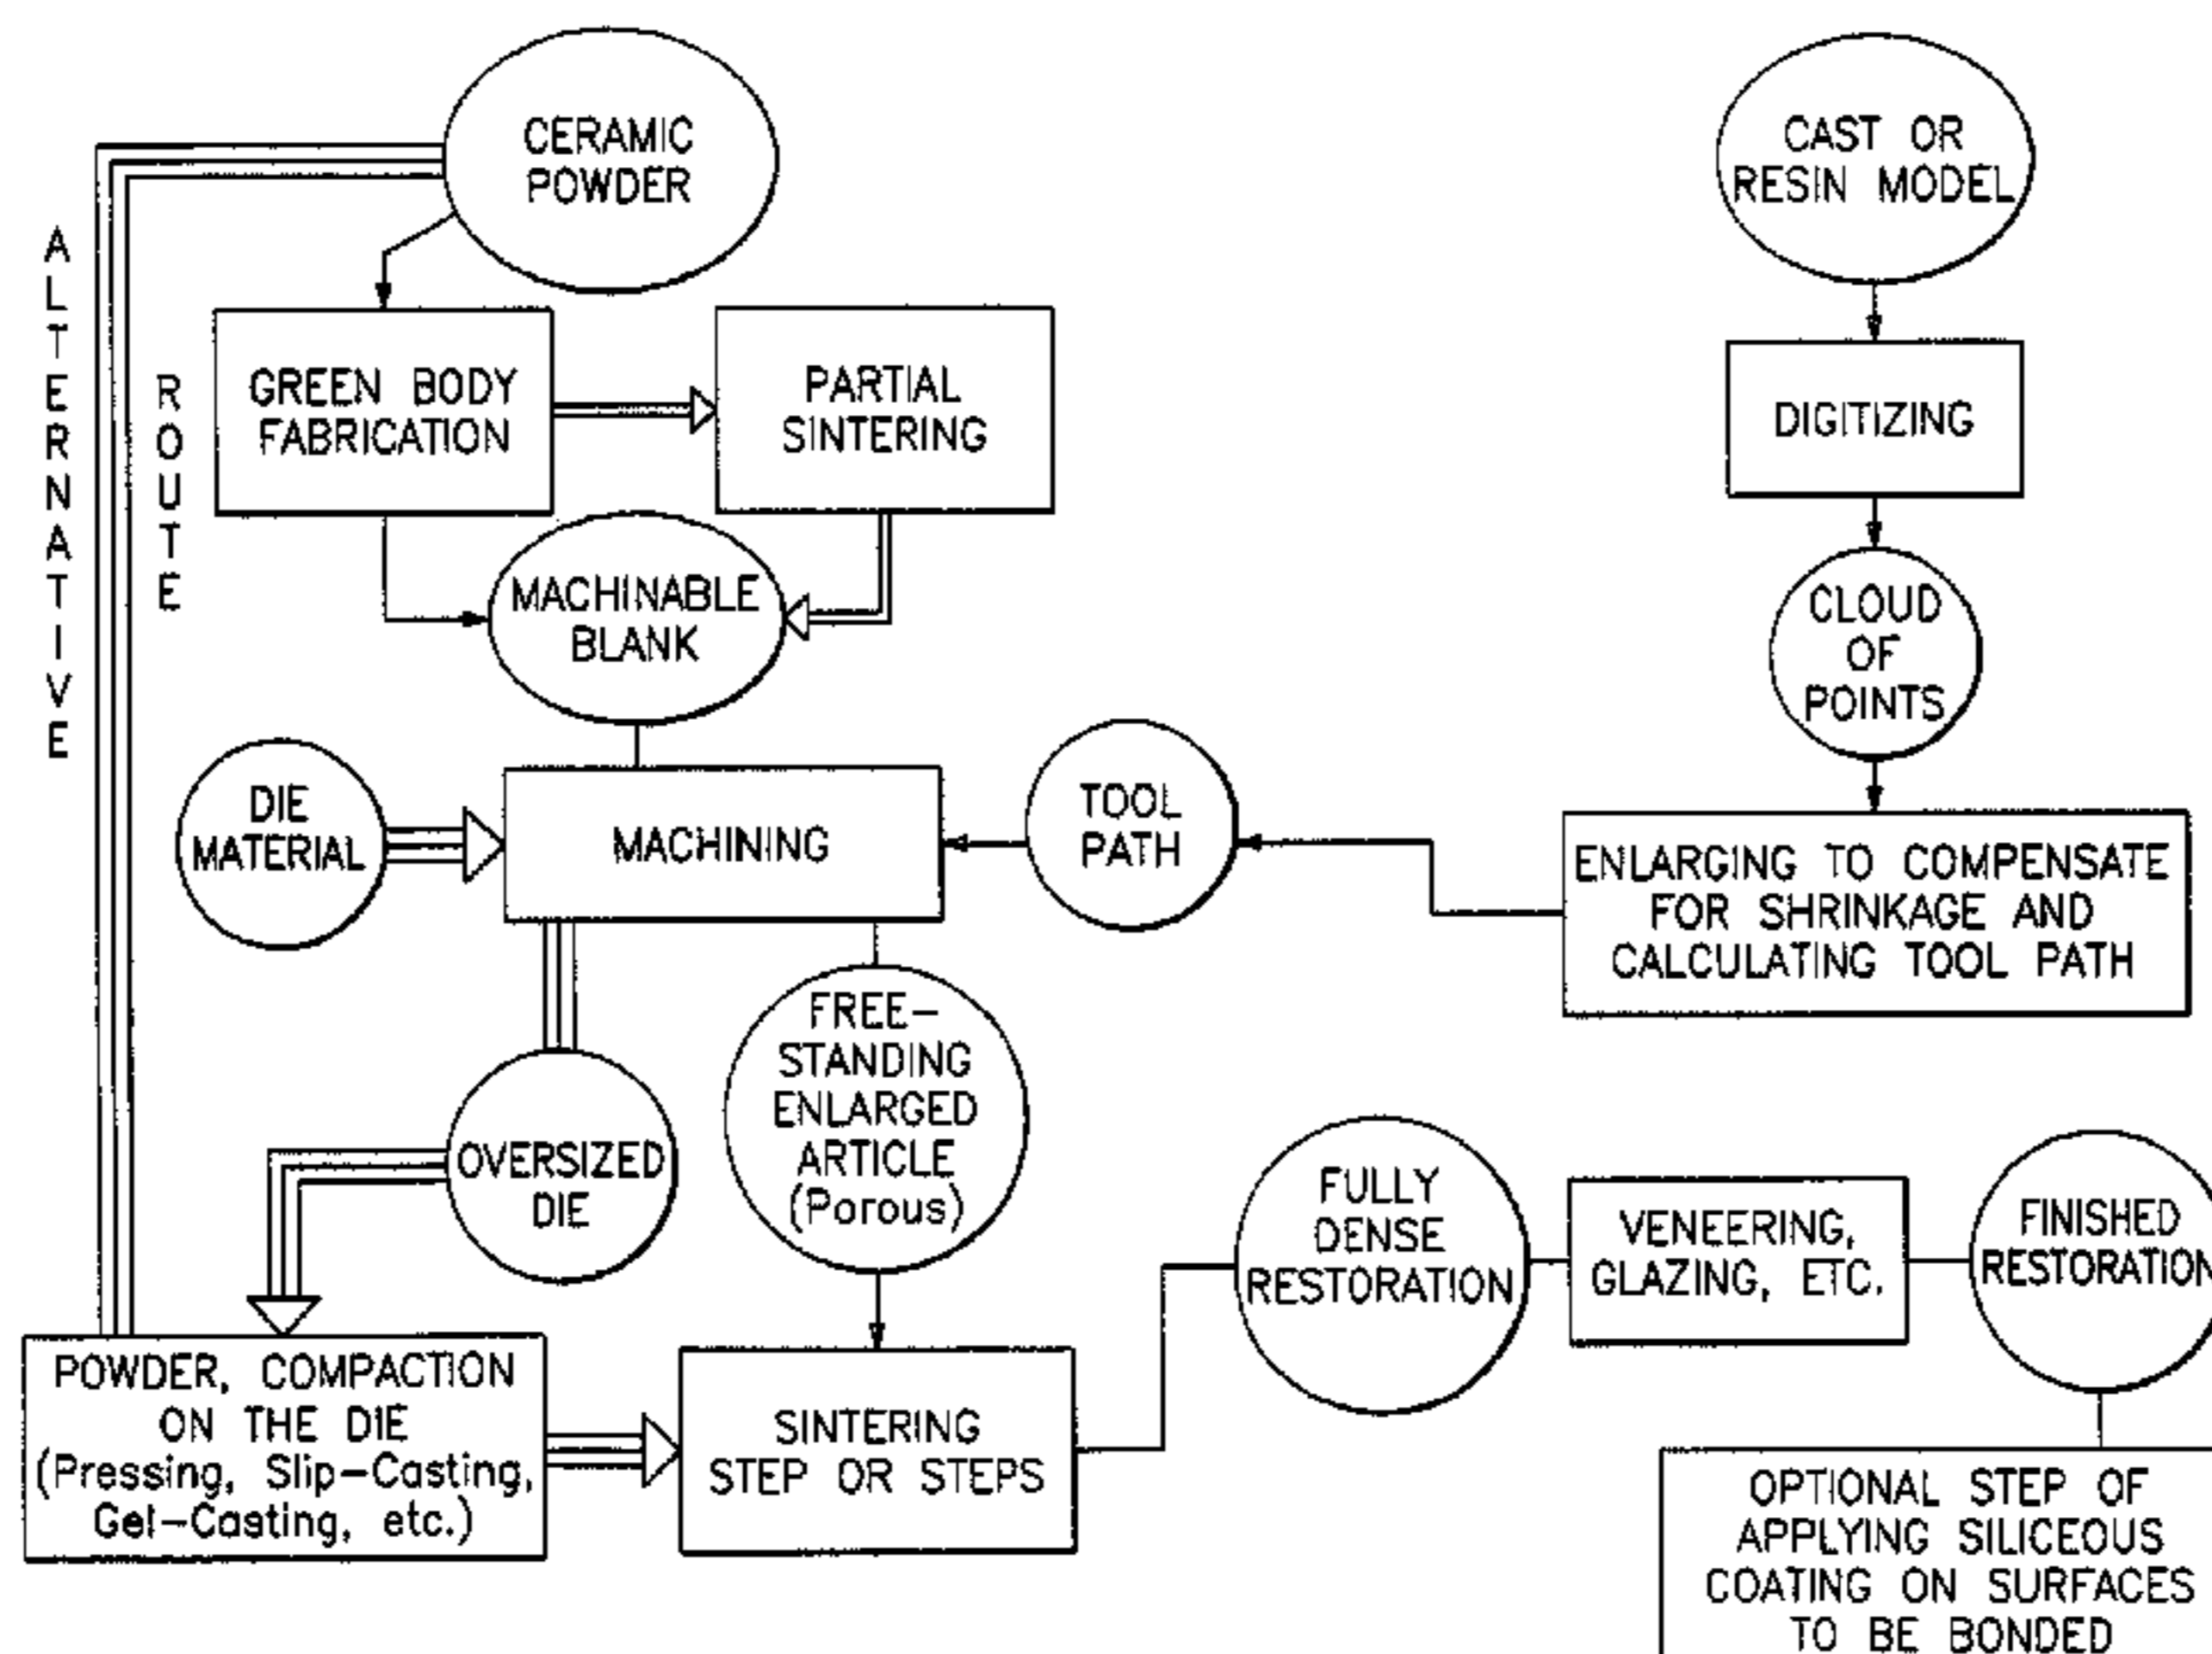 CERAMIC
POWDER
CAST OR
RESIN MODEL
ALTERNATIVE
ROUTE
GREEN BODY
FABRICATION
PARTIAL
SINTERING
DIGITIZING
MACHINABLE
BLANK
CLOUD
OF
POINTS
DIE
MATERIAL
MACHINING
TOOL
PATH
ENLARGING TO COMPENSATE
FOR SHRINKAGE AND
CALCULATING TOOL PATH
FREE-
STANDING
ENLARGED
ARTICLE
(Porous)
OVERSIZED
DIE
FULLY
DENSE
RESTORATION
VENEERING,
GLAZING, ETC.
FINISHED
RESTORATION
POWDER, COMPACTION
ON THE DIE
(Pressing, Slip-Casting,
Gel-Casting, etc.)
SINTERING
STEP OR STEPS
OPTIONAL STEP OF
APPLYING SILICEOUS
COATING ON SURFACES
TO BE BONDED